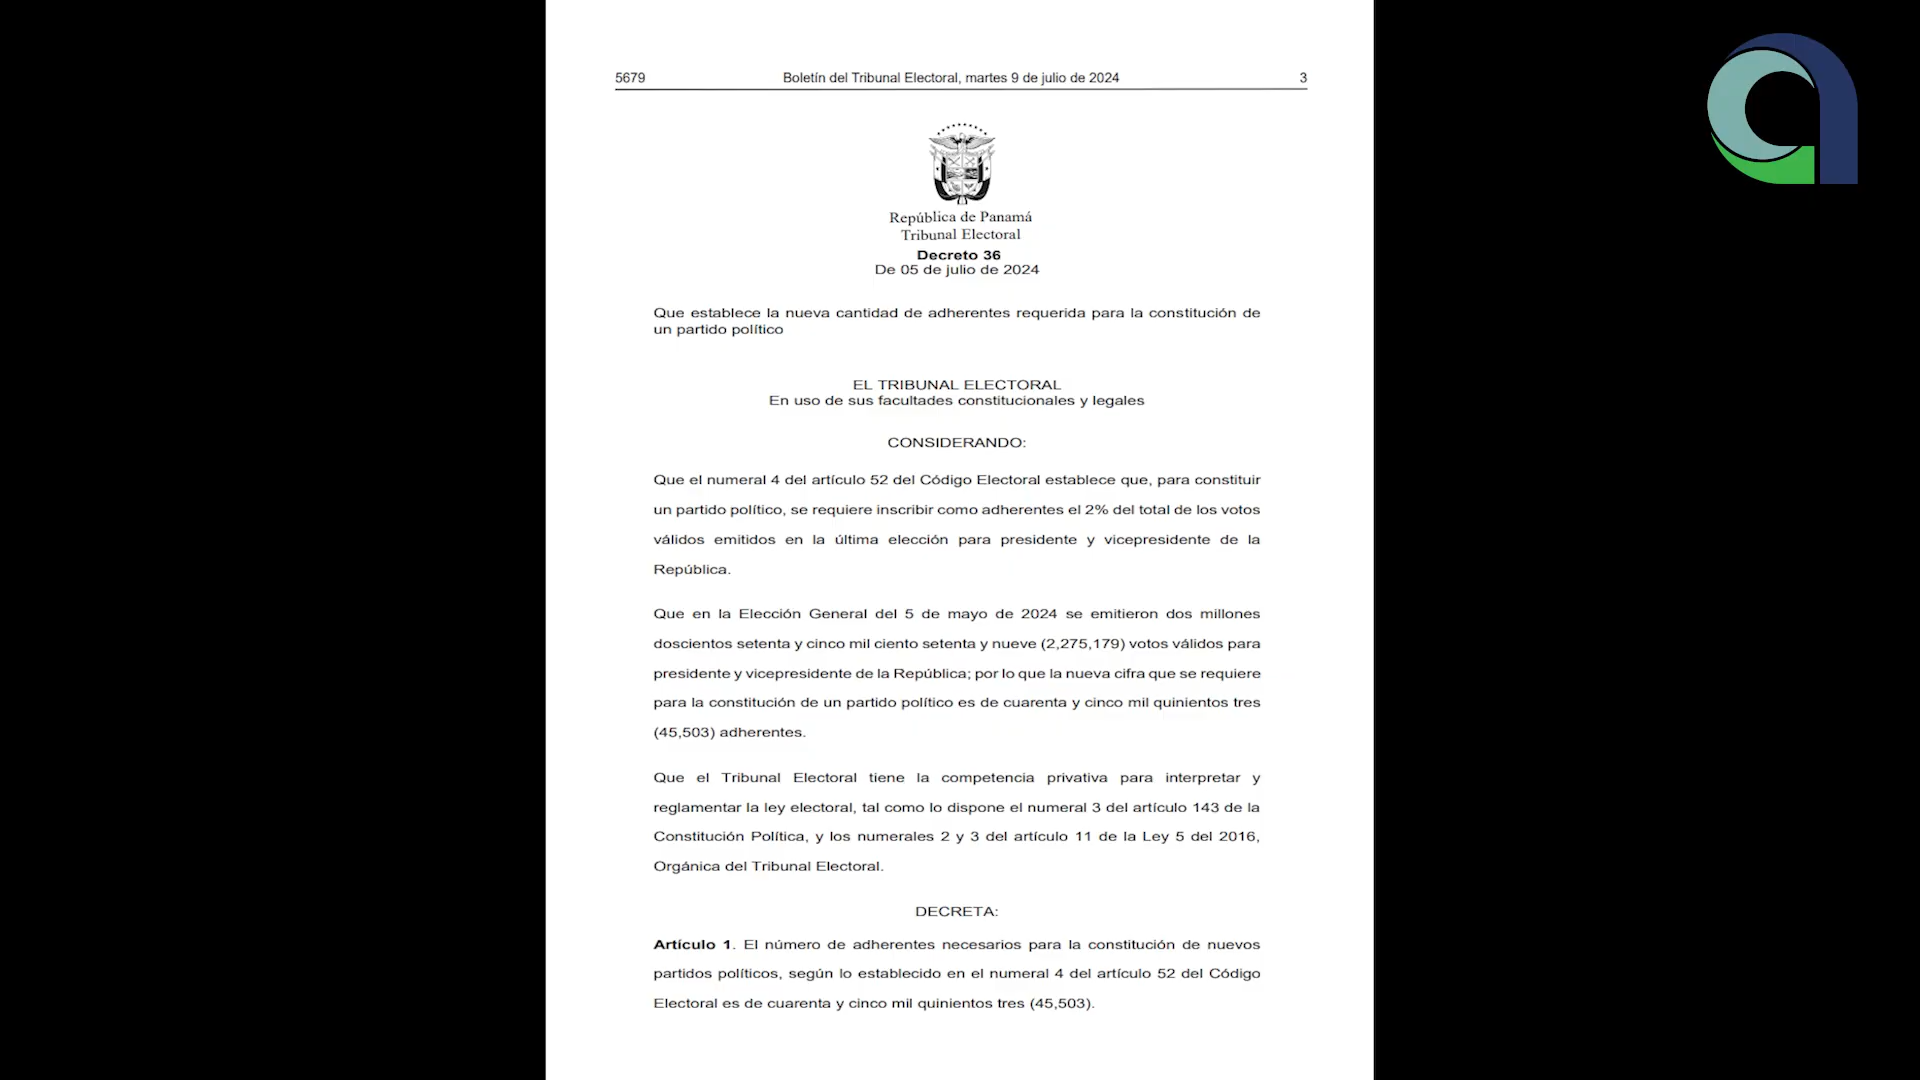 5679 Boletín del Tribunal Electoral, martes 9 de julio de 2024 3
República de Panamá
Tribunal Electoral
Decreto 36
De 05 de julio de 2024
Que establece la nueva cantidad de adherentes requerida para la constitución de
un partido político
EL TRIBUNAL ELECTORAL
En uso de sus facultades constitucionales y legales
CONSIDERANDO:
Que el numeral 4 del artículo 52 del Código Electoral establece que, para constituir
un partido político, se requiere inscribir como adherentes el 2% del total de los votos
válidos emitidos en la última elección para presidente y vicepresidente de la
República.
Que en la Elección General del 5 de mayo de 2024 se emitieron dos millones
doscientos setenta y cinco mil ciento setenta y nueve (2,275,179) votos válidos para
presidente y vicepresidente de la República; por lo que la nueva cifra que se requiere
para la constitución de un partido político es de cuarenta y cinco mil quinientos tres
(45,503) adherentes.
Que el Tribunal Electoral tiene la competencia privativa para interpretar y
reglamentar la ley electoral, tal como lo dispone el numeral 3 del artículo 143 de la
Constitución Política, y los numerales 2 y 3 del artículo 11 de la Ley 5 del 2016,
Orgánica del Tribunal Electoral.
DECRETA:
Artículo 1. El número de adherentes necesarios para la constitución de nuevos
partidos políticos, según lo establecido en el numeral 4 del artículo 52 del Código
Electoral es de cuarenta y cinco mil quinientos tres (45,503).